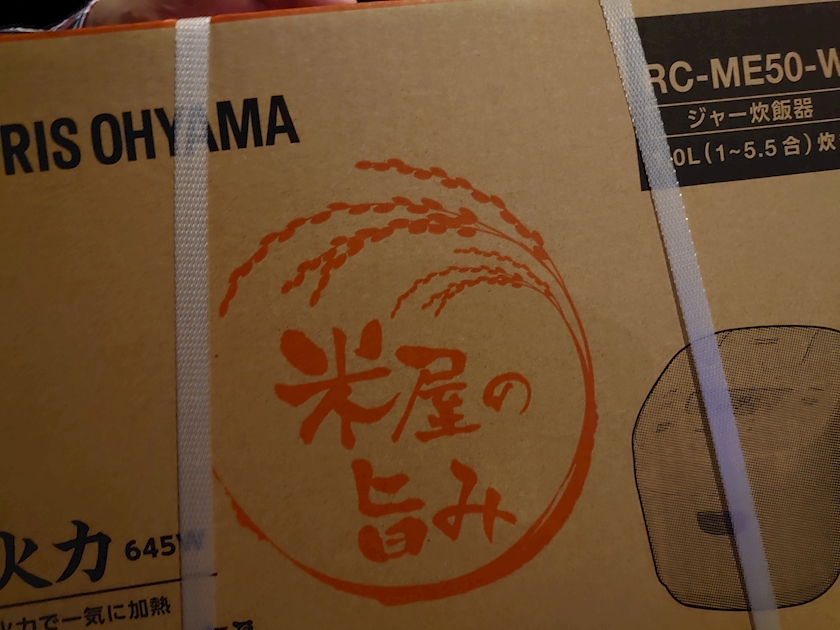 RIS OHYAMA
RC-ME50-W
ジャー炊飯器
0L(1~5.5合)炊
米屋の
旨み
火力 645W
火力で一気に加熱